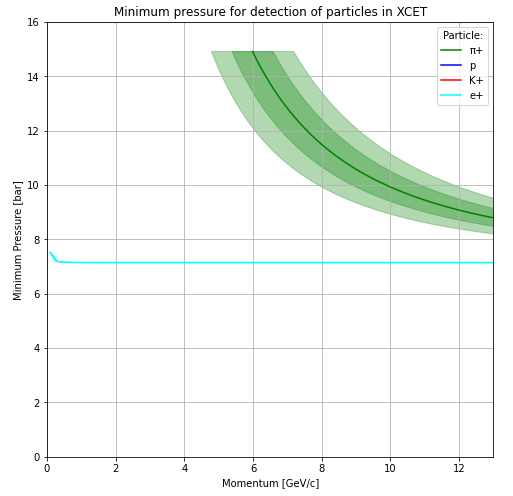 Minimum pressure for detection of particles in XCET
Particle:
π+
p
K+
e+
Minimum Pressure [bar]
16
14
12
10
8
6
4
2
0
0 2 4 6 8 10 12
Momentum [GeV/c]